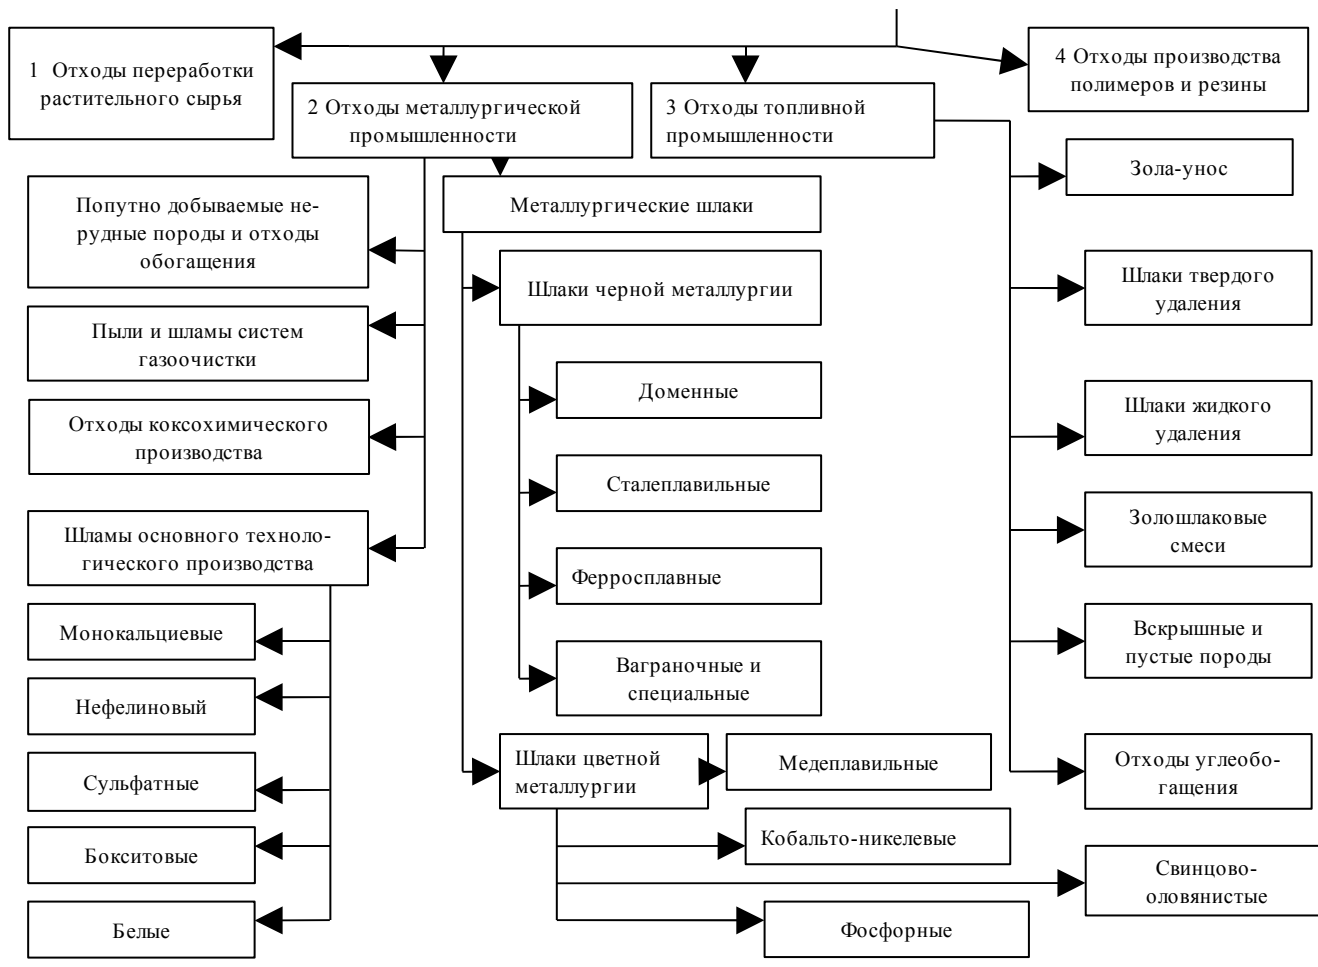 1 Отходы переработки
растительного сырья
2 Отходы металлургической
промышленности
3 Отходы топливной
промышленности
4 Отходы производства
полимеров и резины
Попутно добываемые не-
рудные породы и отходы
обогащения
Пыли и шламы систем
газоочистки
Отходы коксохимического
производства
Шламы основного техноло-
гического производства
Монокальциевые
Нефелиновый
Сульфатные
Бокситовые
Белые
Металлургические шлаки
Шлаки черной металлургии
Доменные
Сталеплавильные
Ферросплавные
Ваграночные и
специальные
Шлаки цветной
металлургии
Медеплавильные
Кобальто-никелевые
Свинцово-
оловянистые
Фосфорные
Зола-унос
Шлаки твердого
удаления
Шлаки жидкого
удаления
Золошлаковые
смеси
Вскрышные и
пустые породы
Отходы углеобо-
гащения